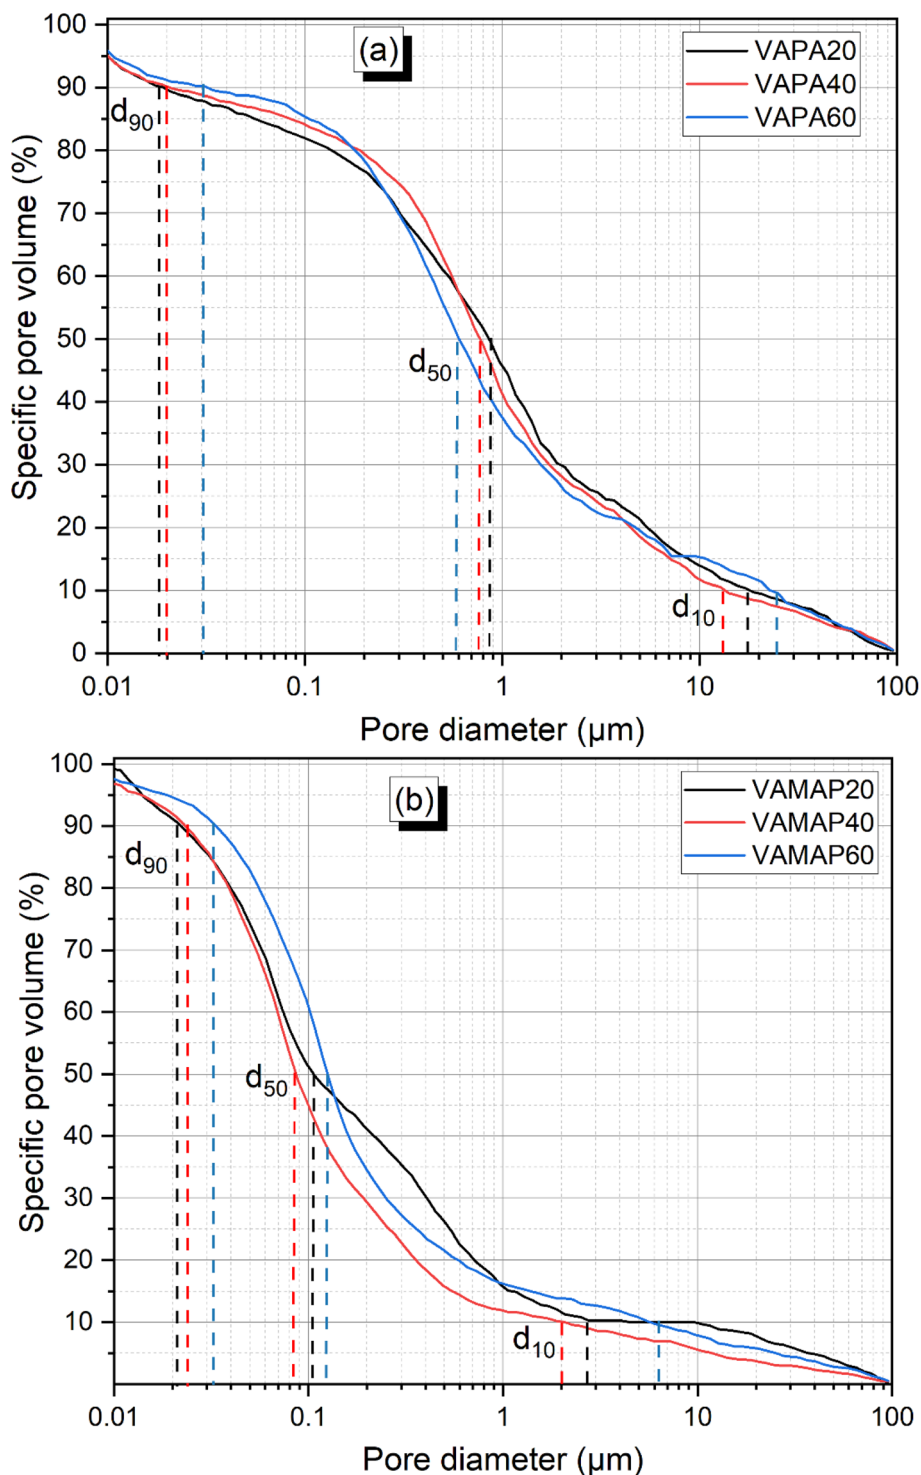 (a)
VAPA20
VAPA40
VAPA60
100
90
80
70
60
50
40
30
20
10
0
d90
d50
d10
Specific pore volume (%)
0.01
0.1
1
10
100
Pore diameter (µm)
(b)
VAMAP20
VAMAP40
VAMAP60
100
90
80
70
60
50
40
30
20
10
d90
d50
d10
Specific pore volume (%)
0.01
0.1
1
10
100
Pore diameter (µm)